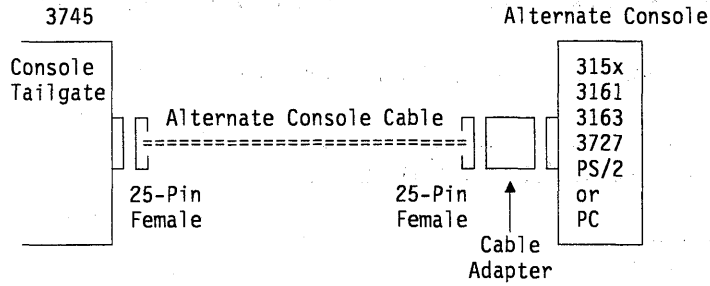 3745
Alternate Console
Console
Tailgate
Alternate Console Cable
315x
3161
3163
3727
PS/2
or
PC
25-Pin
Female
25-Pin
Female
Cable
Adapter